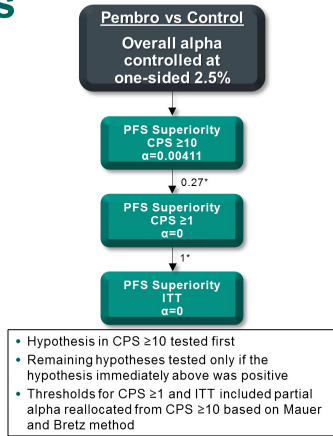 s
Pembro vs Control
Overall alpha
controlled at
one-sided 2.5%
PFS Superiority
CPS ≥10
α=0.00411
0.27*
PFS Superiority
CPS ≥1
α=0
1*
PFS Superiority
ITT
α=0
• Hypothesis in CPS ≥10 tested first
• Remaining hypotheses tested only if the
hypothesis immediately above was positive
• Thresholds for CPS ≥1 and ITT included partial
alpha reallocated from CPS ≥10 based on Mauer
and Bretz method